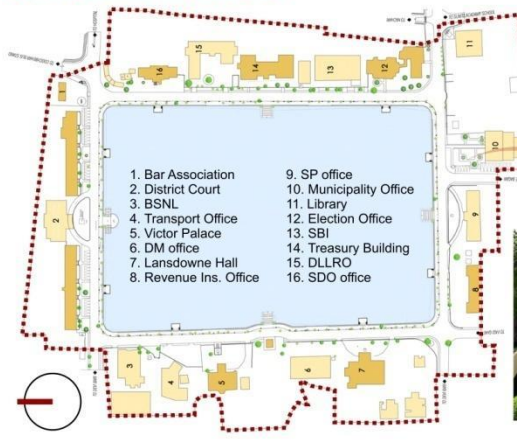 1. Bar Association
2. District Court
3. BSNL
4. Transport Office
5. Victor Palace
6. DM office
7. Lansdowne Hall
8. Revenue Ins. Office
9. SP office
10. Municipality Office
11. Library
12. Election Office
13. SBI
14. Treasury Building
15. DLLRO
16. SDO office
15
16
14
13
12
11
10
1
2
9
8
3
4
5
6
7